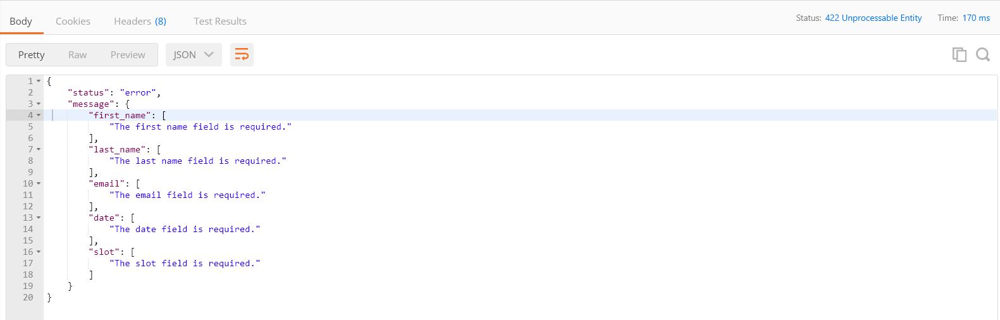 Body Cookies Headers (8) Test Results Status: 422 Unprocessable Entity Time: 170 ms
Pretty Raw Preview JSON
1 {
2 "status": "error",
3 "message": {
4 "first_name": [
5 "The first name field is required."
6 ],
7 "last_name": [
8 "The last name field is required."
9 ],
10 "email": [
11 "The email field is required."
12 ],
13 "date": [
14 "The date field is required."
15 ],
16 "slot": [
17 "The slot field is required."
18 ]
19 }
20 }